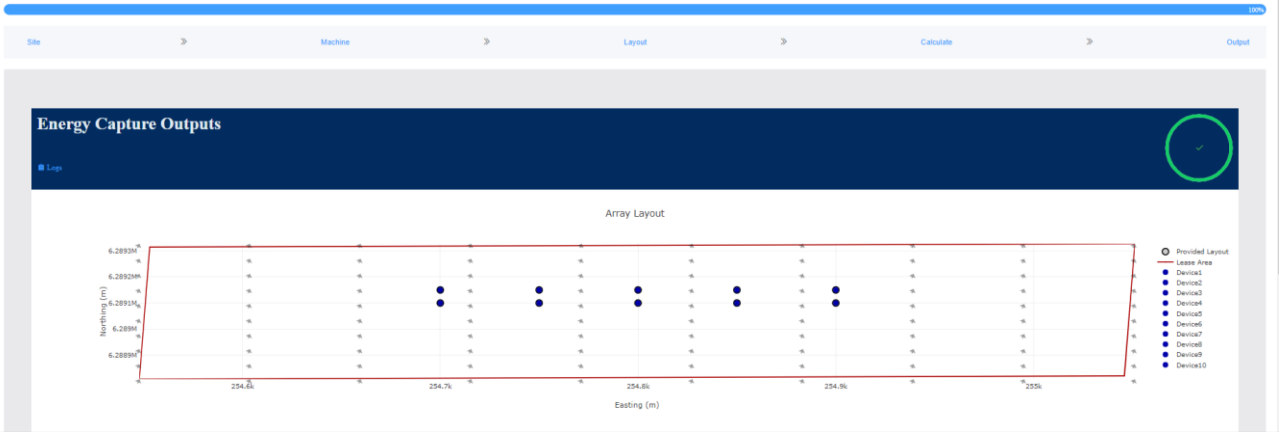 100%
Site » Machine » Layout » Calculate » Output
Energy Capture Outputs
Logs
Array Layout
6.2893M
6.2892M
6.2891M
6.289M
6.2889M
Northing (m)
254.6k 254.7k 254.8k 254.9k 255k
Easting (m)
Provided Layout
Lease Area
Device1
Device2
Device3
Device4
Device5
Device6
Device7
Device8
Device9
Device10